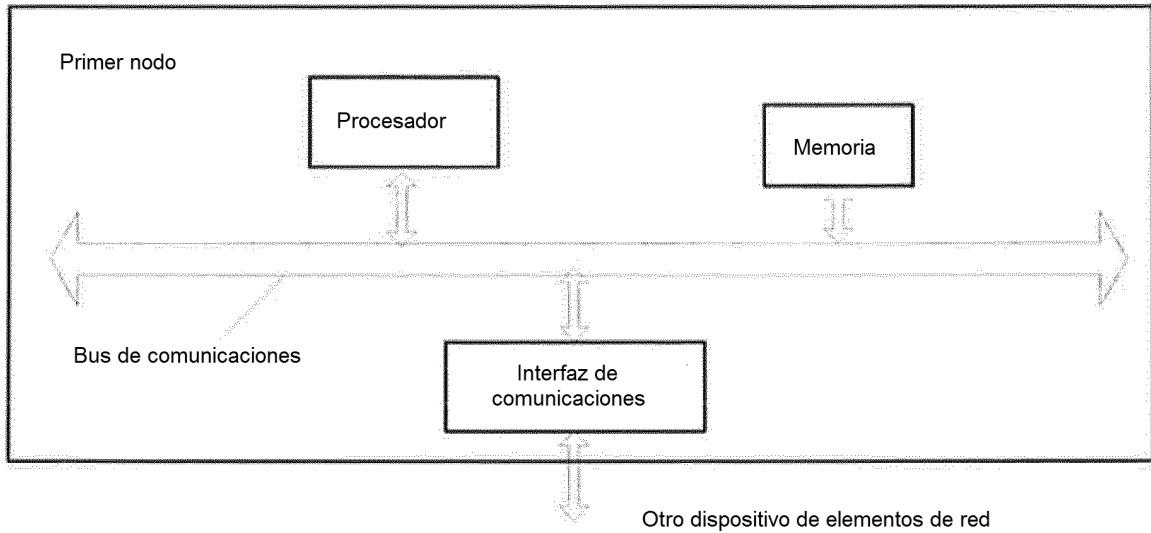 Primer nodo
Procesador
Memoria
Bus de comunicaciones
Interfaz de
comunicaciones
Otro dispositivo de elementos de red